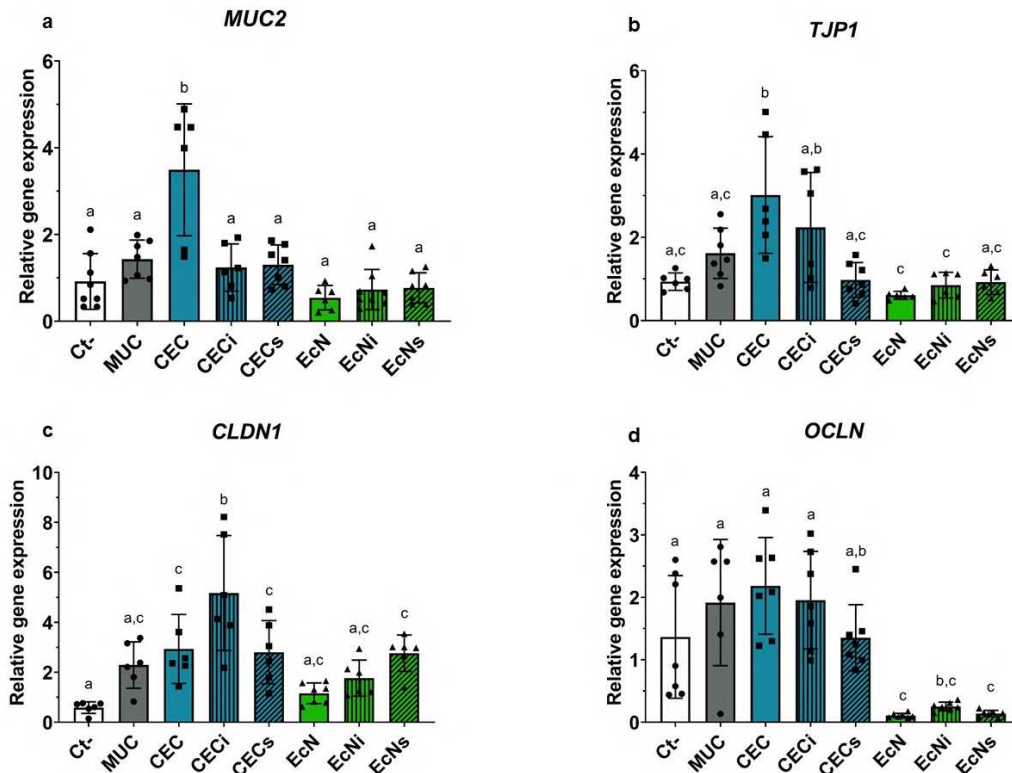 a
MUC2
Relative gene expression
6
4
2
0
a
a
b
a
a
a
a
a
Ct-
MUC
CEC
CECi
CECs
EcN
EcNi
EcNs
b
TJP1
Relative gene expression
6
4
2
0
a,c
a,c
b
a,b
a,c
c
c
a,c
Ct-
MUC
CEC
CECi
CECs
EcN
EcNi
EcNs
c
CLDN1
Relative gene expression
10
8
6
4
2
0
a
a,c
c
b
c
a,c
a,c
c
Ct-
MUC
CEC
CECi
CECs
EcN
EcNi
EcNs
d
OCLN
Relative gene expression
4
3
2
1
0
a
a
a
a
a,b
c
b,c
c
Ct-
MUC
CEC
CECi
CECs
EcN
EcNi
EcNs